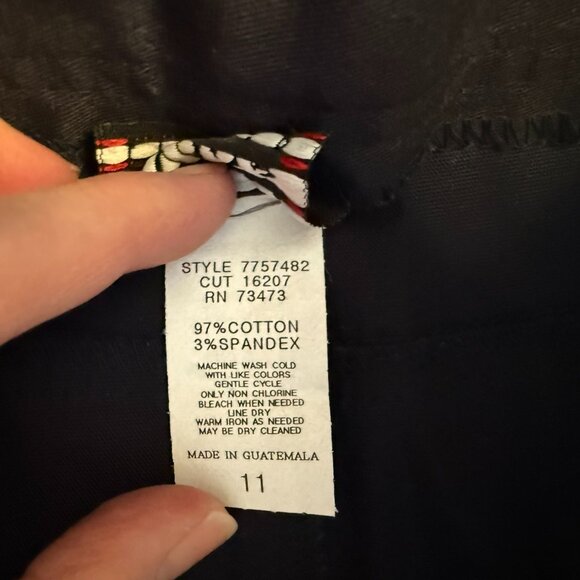 STYLE 7757482
CUT 16207
RN 73473
97%COTTON
3%SPANDEX
MACHINE WASH COLD
WITH LIKE COLORS
GENTLE CYCLE
ONLY NON CHLORINE
BLEACH WHEN NEEDED
LINE DRY
WARM IRON AS NEEDED
MAY BE DRY CLEANED
MADE IN GUATEMALA
11